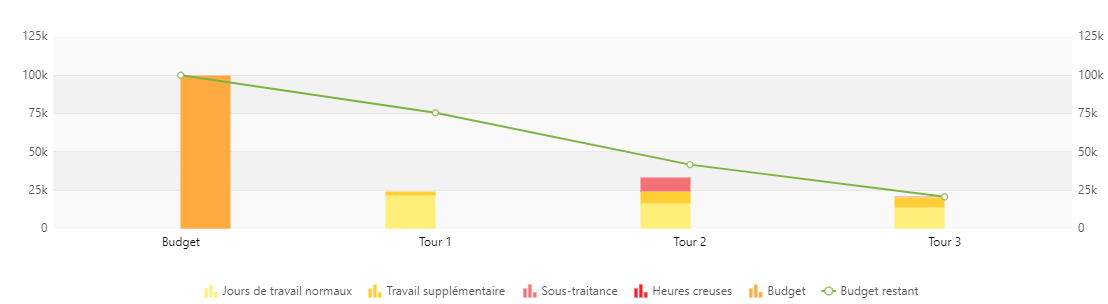 125k 125k
100k 100k
75k 75k
50k 50k
25k 25k
0 0
Budget Tour 1 Tour 2 Tour 3
Jours de travail normaux Travail supplémentaire Sous-traitance Heures creuses Budget Budget restant